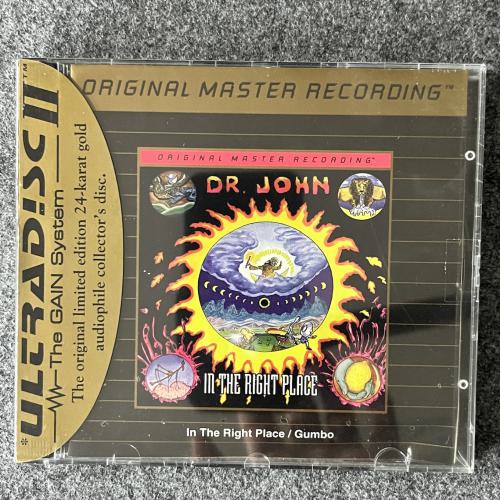 ORIGINAL MASTER RECORDING™
*ULTRADISC II™
The GAIN System
The original limited edition 24-karat gold
audiophile collector's disc.
ORIGINAL MASTER RECORDING™
DR. JOHN
IN THE RIGHT PLACE
In The Right Place / Gumbo